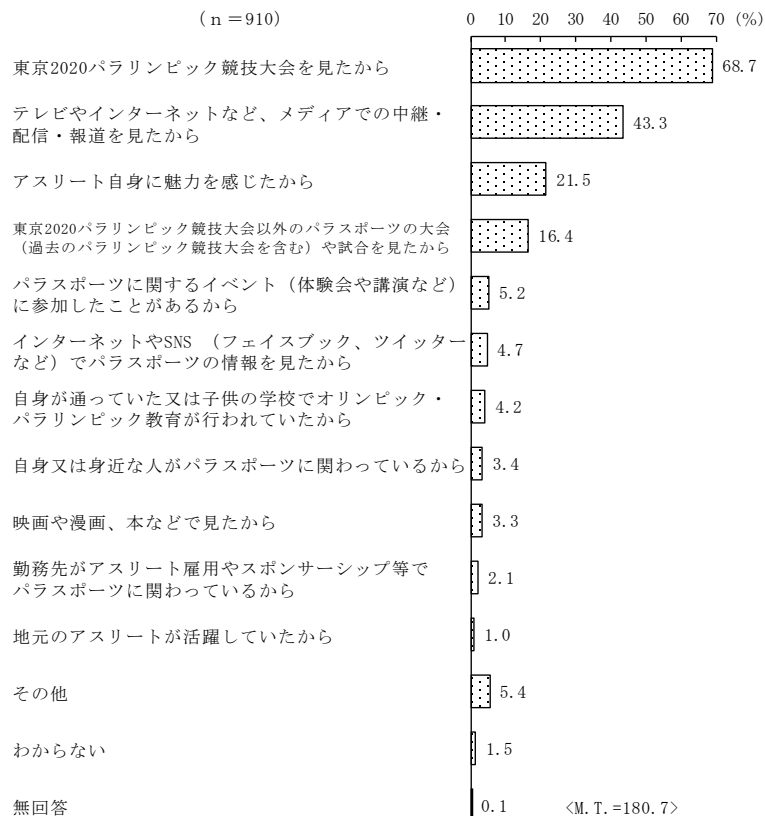 (n=910)
0 10 20 30 40 50 60 70 (%)
東京2020パラリンピック競技大会を見たから 68.7
テレビやインターネットなど、メディアでの中継・
配信・報道を見たから 43.3
アスリート自身に魅力を感じたから 21.5
東京2020パラリンピック競技大会以外のパラスポーツの大会
（過去のパラリンピック競技大会を含む）や試合を見たから 16.4
パラスポーツに関するイベント（体験会や講演など）
に参加したことがあるから 5.2
インターネットやSNS （フェイスブック、ツイッター
など）でパラスポーツの情報を見たから 4.7
自身が通っていた又は子供の学校でオリンピック・
パラリンピック教育が行われていたから 4.2
自身又は身近な人がパラスポーツに関わっているから 3.4
映画や漫画、本などで見たから 3.3
勤務先がアスリート雇用やスポンサーシップ等で
パラスポーツに関わっているから 2.1
地元のアスリートが活躍していたから 1.0
その他 5.4
わからない 1.5
無回答 0.1 <M.T.=180.7>